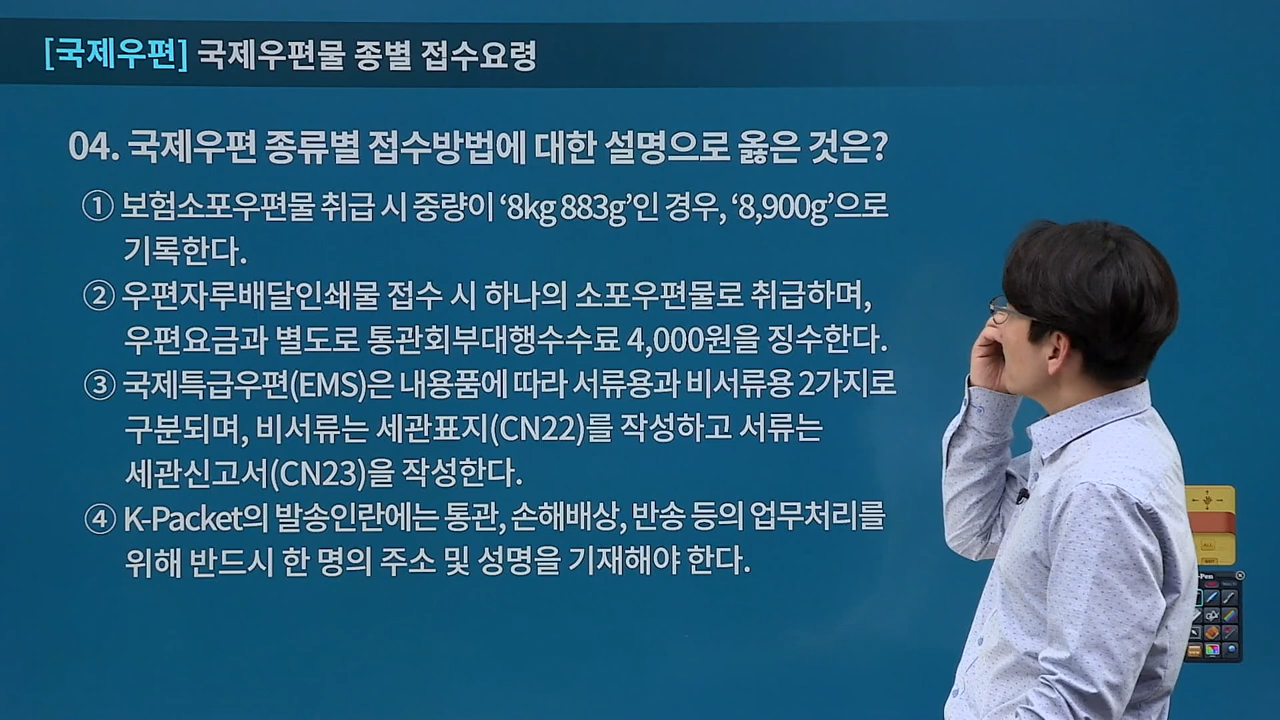 [국제우편] 국제우편물 종별 접수요령
04. 국제우편 종류별 접수방법에 대한 설명으로 옳은 것은?
① 보험소포우편물 취급 시 중량이 ‘8kg 883g’인 경우, ‘8,900g’으로
기록한다.
② 우편자루배달인쇄물 접수 시 하나의 소포우편물로 취급하며,
우편요금과 별도로 통관회부대행수수료 4,000원을 징수한다.
③ 국제특급우편(EMS)은 내용품에 따라 서류용과 비서류용 2가지로
구분되며, 비서류는 세관표지(CN22)를 작성하고 서류는
세관신고서(CN23)을 작성한다.
④ K-Packet의 발송인란에는 통관, 손해배상, 반송 등의 업무처리를
위해 반드시 한 명의 주소 및 성명을 기재해야 한다.